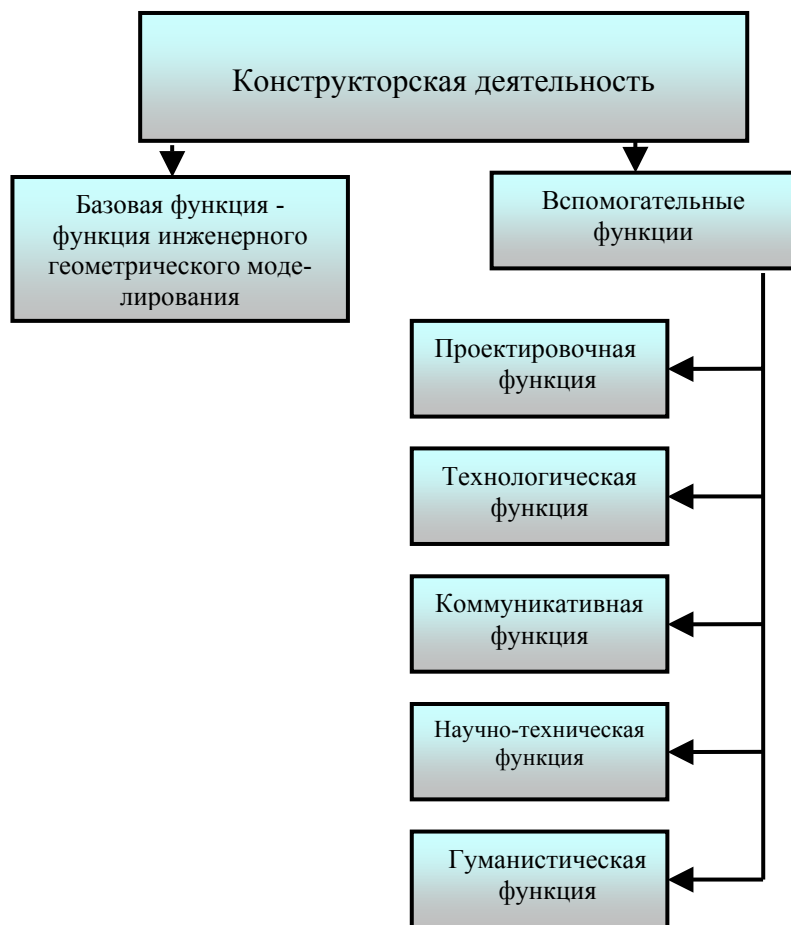 Конструкторская деятельность
Базовая функция -
функция инженерного
геометрического моде-
лирования
Вспомогательные
функции
Проектировочная
функция
Технологическая
функция
Коммуникативная
функция
Научно-техническая
функция
Гуманистическая
функция